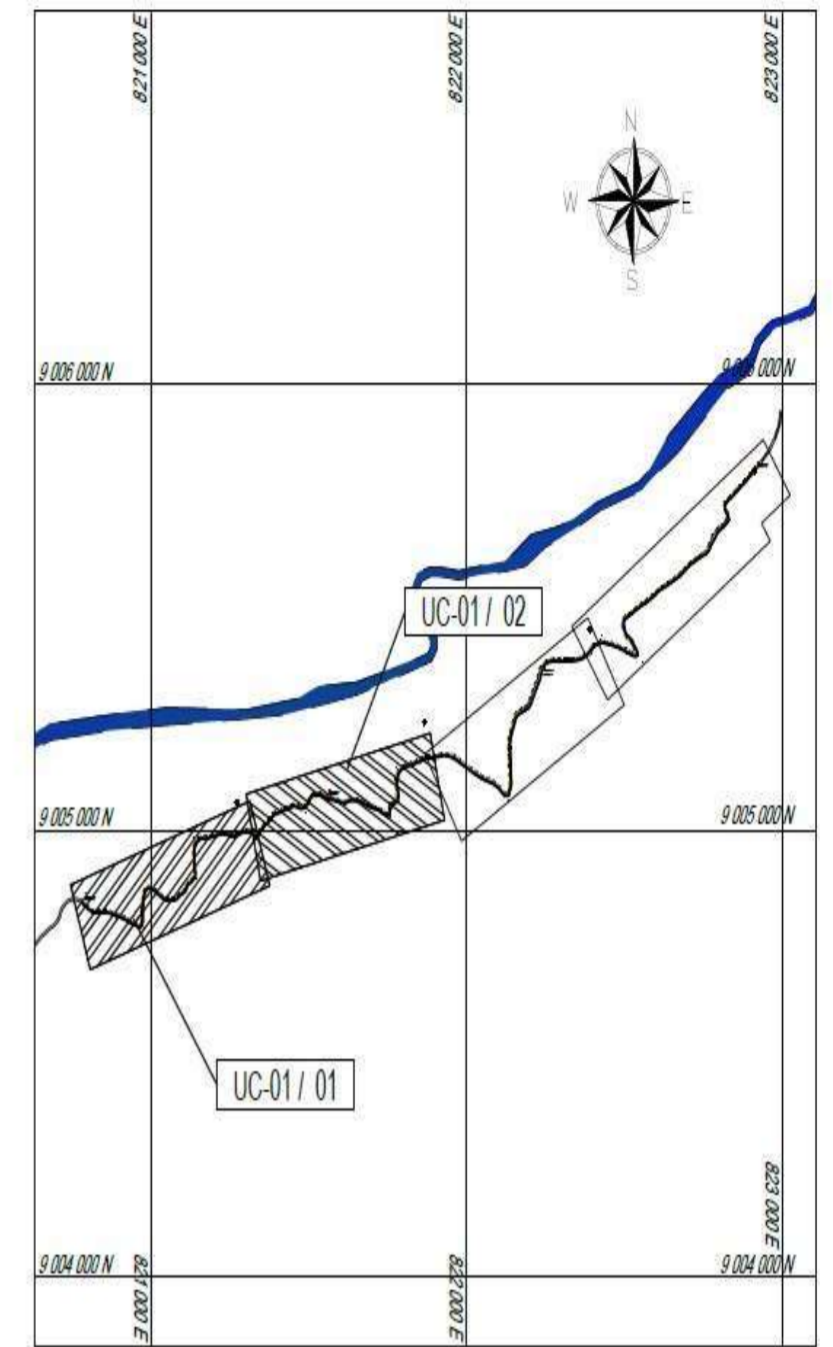 821 000 E
822 000 E
823 000 E
N
W
E
S
9 006 000 N
9 006 000 N
UC-01 / 02
9 005 000 N
9 005 000 N
UC-01 / 01
823 000 E
9 004 000 N
821 000 E
822 000 E
9 004 000 N